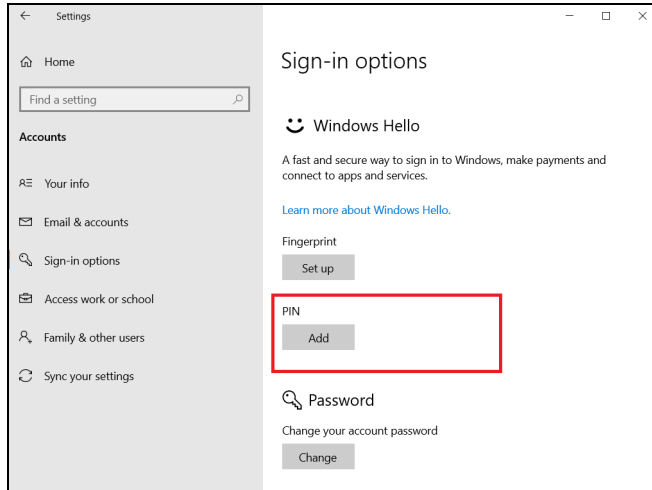 Settings
Home
Find a setting
Accounts
Your info
Email & accounts
Sign-in options
Access work or school
Family & other users
Sync your settings
Sign-in options
Windows Hello
A fast and secure way to sign in to Windows, make payments and
connect to apps and services.
Learn more about Windows Hello.
Fingerprint
Set up
PIN
Add
Password
Change your account password
Change